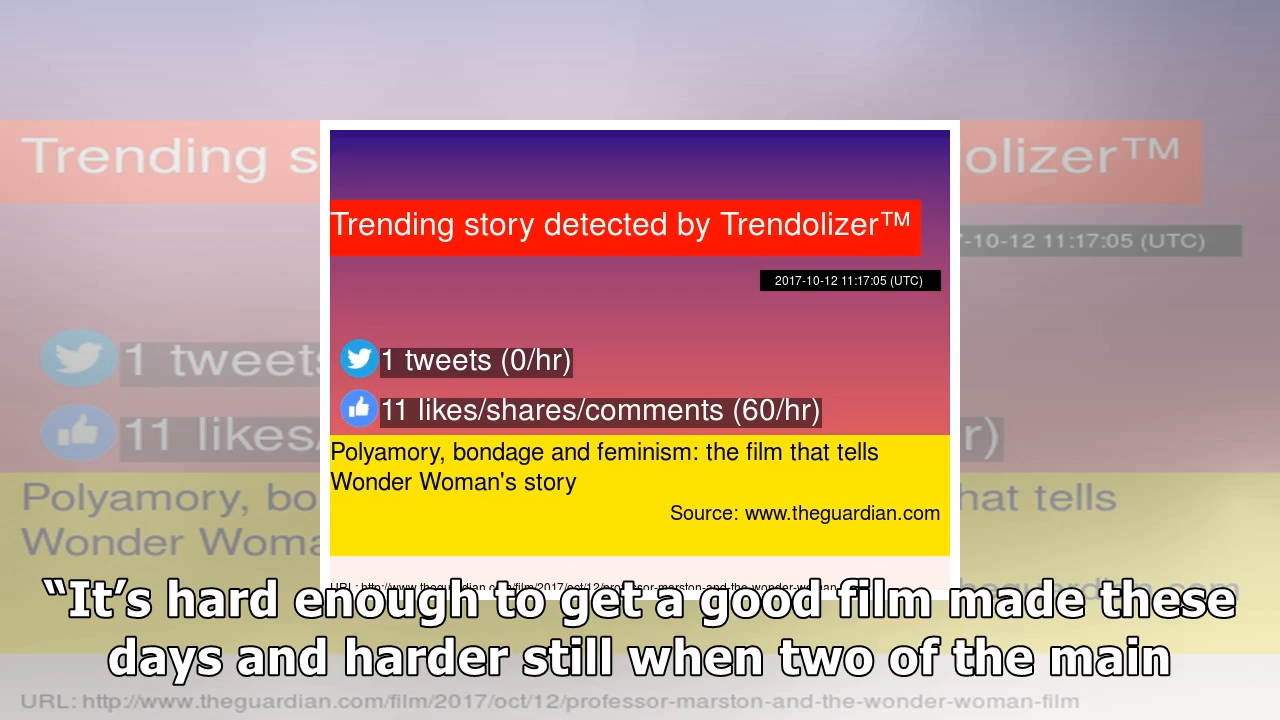 Trending story detected by Trendolizer™
2017-10-12 11:17:05 (UTC)
1 tweets (0/hr)
11 likes/shares/comments (60/hr)
Polyamory, bondage and feminism: the film that tells
Wonder Woman's story
Source: www.theguardian.com
URL: http://www.theguardian.com/film/2017/oct/12/professor-marston-and-the-wonder-woman-film
“It’s hard enough to get a good film made these
days and harder still when two of the main